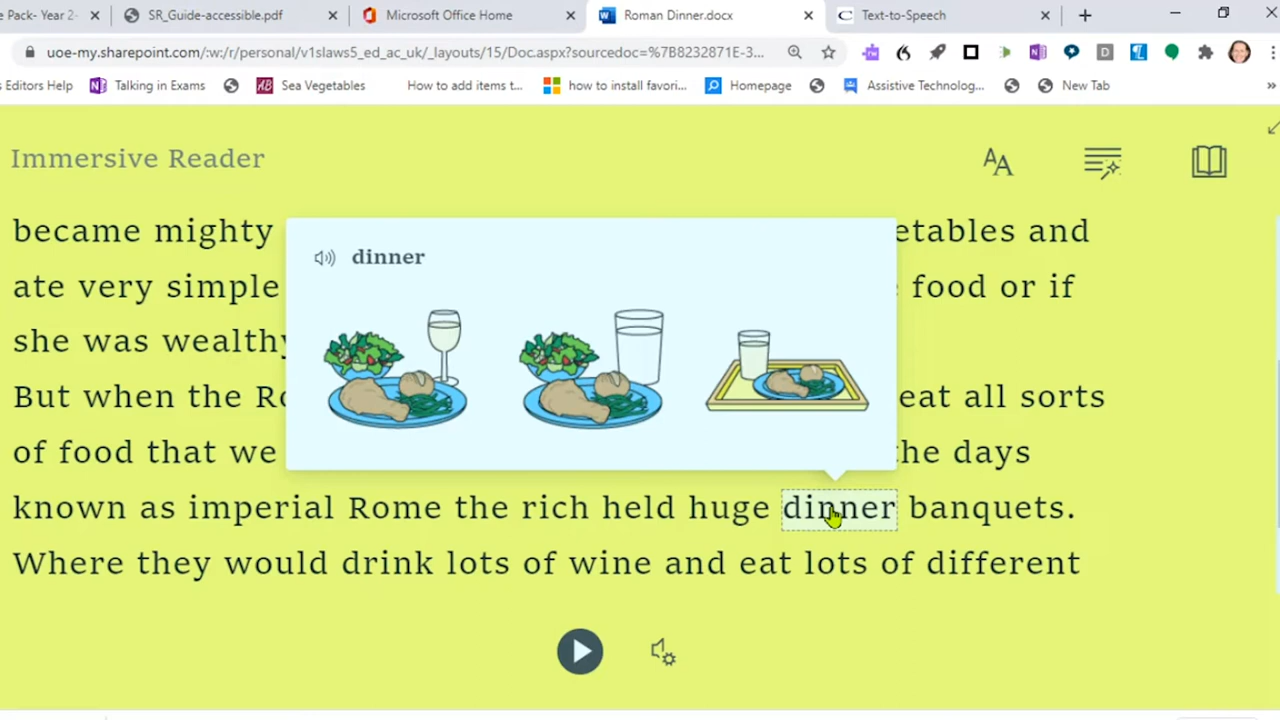 e Pack- Year 2-
SR_Guide-accessible.pdf
Microsoft Office Home
Roman Dinner.docx
Text-to-Speech
uoe-my.sharepoint.com/:w:/r/personal/v1slaws5_ed_ac_uk/_layouts/15/Doc.aspx?sourcedoc=%7B8232871E-3...
s Editors Help
Talking in Exams
Sea Vegetables
How to add items t...
how to install favori...
Homepage
Assistive Technolog...
New Tab
Immersive Reader
became mighty etables and
dinner
ate very simple food or if
she was wealthy
But when the Ro eat all sorts
of food that we the days
known as imperial Rome the rich held huge dinner banquets.
Where they would drink lots of wine and eat lots of different